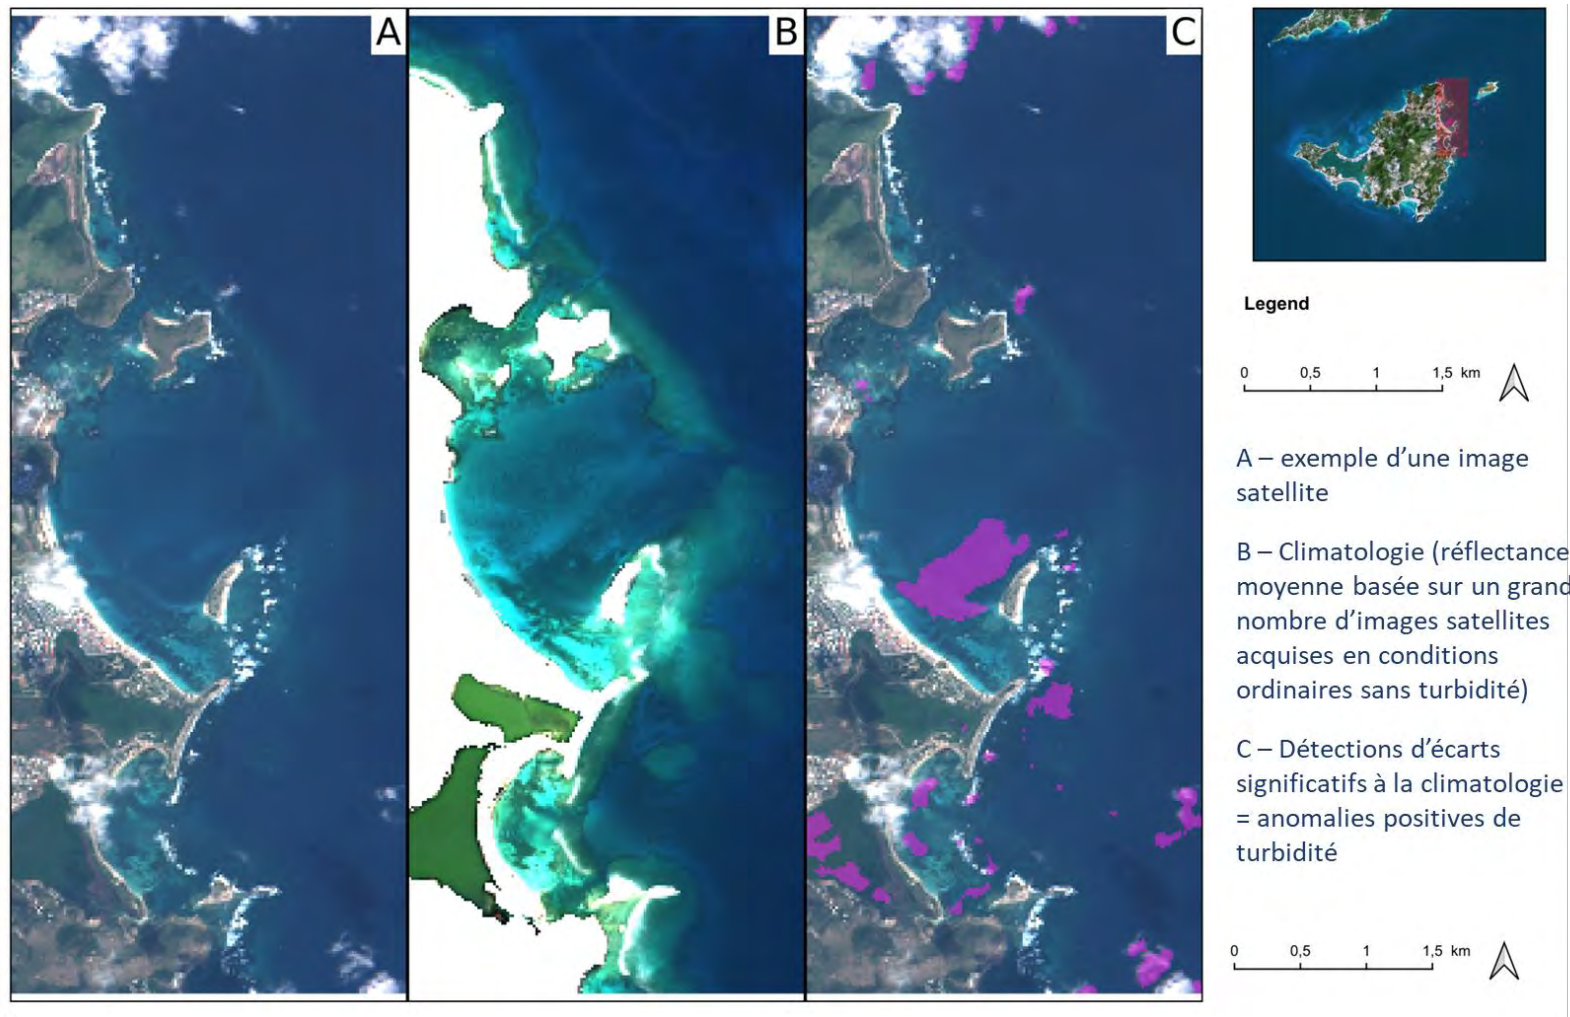 A
B
C
Legend
0 0,5 1 1,5 km
A – exemple d’une image
satellite
B – Climatologie (réflectance
moyenne basée sur un grand
nombre d’images satellites
acquises en conditions
ordinaires sans turbidité)
C – Détections d’écarts
significatifs à la climatologie
= anomalies positives de
turbidité
0 0,5 1 1,5 km